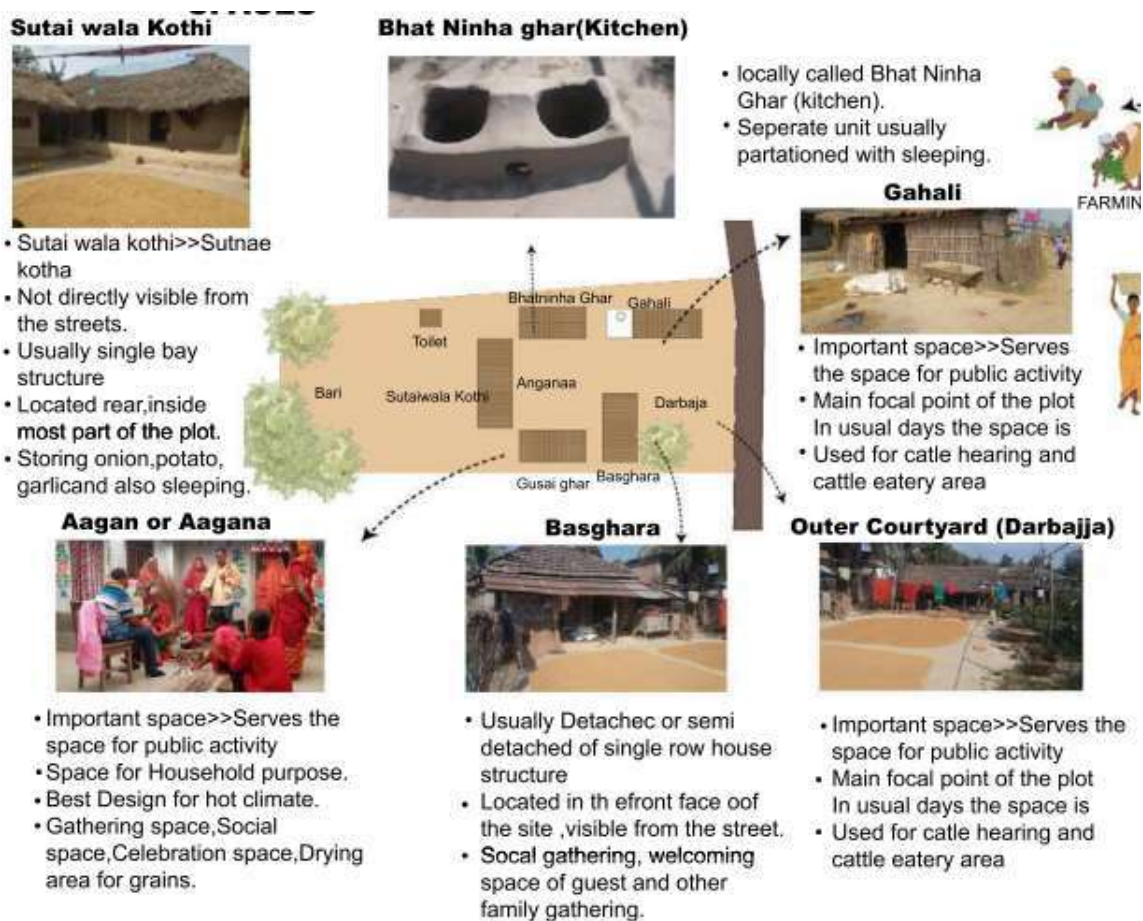 Sutai wala Kothi
• Sutai wala kothi>>Sutnae
kotha
• Not directly visible from
the streets.
• Usually single bay
structure
• Located rear,inside
most part of the plot.
• Storing onion,potato,
garlicand also sleeping.
Bhat Ninha ghar(Kitchen)
• locally called Bhat Ninha
Ghar (kitchen).
• Seperate unit usually
partationed with sleeping.
FARMIN
Gahali
• Important space>>Serves
the space for public activity
• Main focal point of the plot
In usual days the space is
• Used for catle hearing and
cattle eatery area
Bhatninha Ghar
Gahali
Toilet
Bari
Sutaiwala Kothi
Anganaa
Darbaja
Gusai ghar
Basghara
Aagan or Aagana
• Important space>>Serves the
space for public activity
• Space for Household purpose.
• Best Design for hot climate.
• Gathering space,Social
space,Celebration space,Drying
area for grains.
Basghara
• Usually Detachec or semi
detached of single row house
structure
• Located in th efront face oof
the site ,visible from the street.
• Socal gathering, welcoming
space of guest and other
family gathering.
Outer Courtyard (Darbajja)
• Important space>>Serves the
space for public activity
• Main focal point of the plot
In usual days the space is
• Used for catle hearing and
cattle eatery area